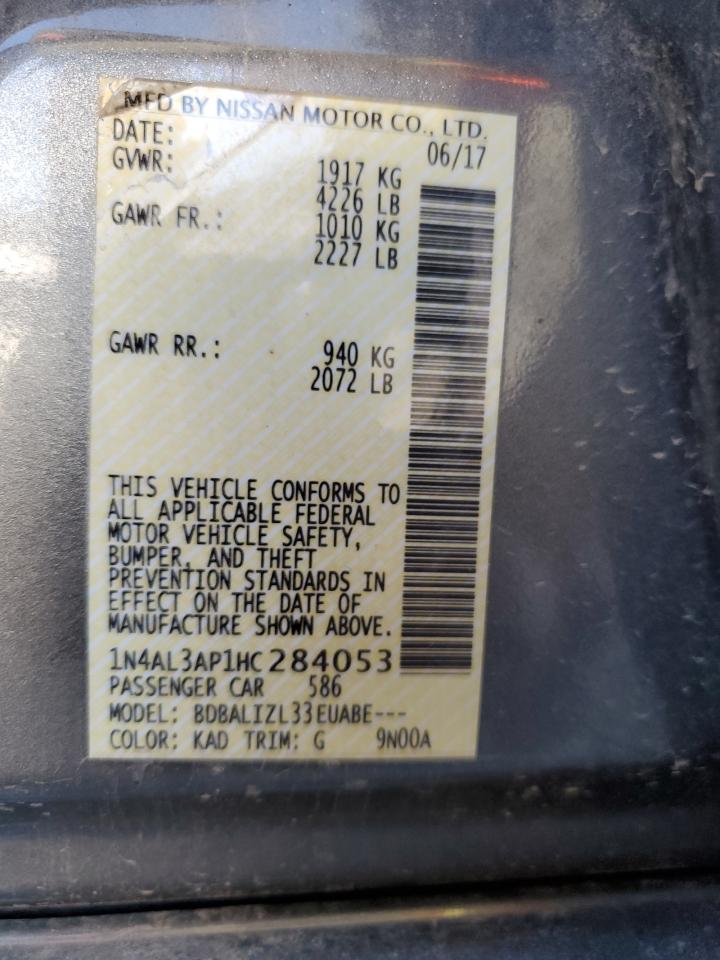 MFD BY NISSAN MOTOR CO., LTD.
DATE: 06/17
GVWR: 1917 KG
4226 LB
GAWR FR.: 1010 KG
2227 LB
GAWR RR.: 940 KG
2072 LB
THIS VEHICLE CONFORMS TO
ALL APPLICABLE FEDERAL
MOTOR VEHICLE SAFETY,
BUMPER, AND THEFT
PREVENTION STANDARDS IN
EFFECT ON THE DATE OF
MANUFACTURE SHOWN ABOVE.
1N4AL3AP1HC284053
PASSENGER CAR 586
MODEL: BDBALIZL33EUABE---
COLOR: KAD TRIM: G 9N00A